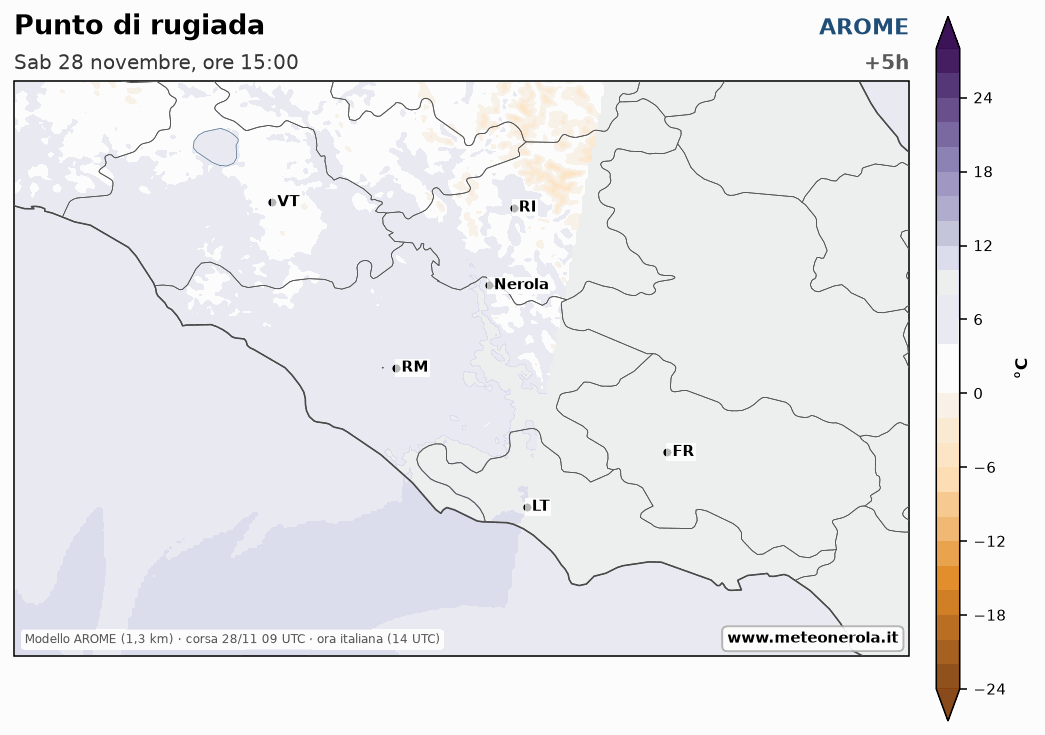 Punto di rugiada
AROME
Sab 28 novembre, ore 15:00
+5h
VT
RI
Nerola
RM
FR
LT
24
18
12
6
0
−6
−12
−18
−24
°C
Modello AROME (1,3 km) · corsa 28/11 09 UTC · ora italiana (14 UTC)
www.meteonerola.it